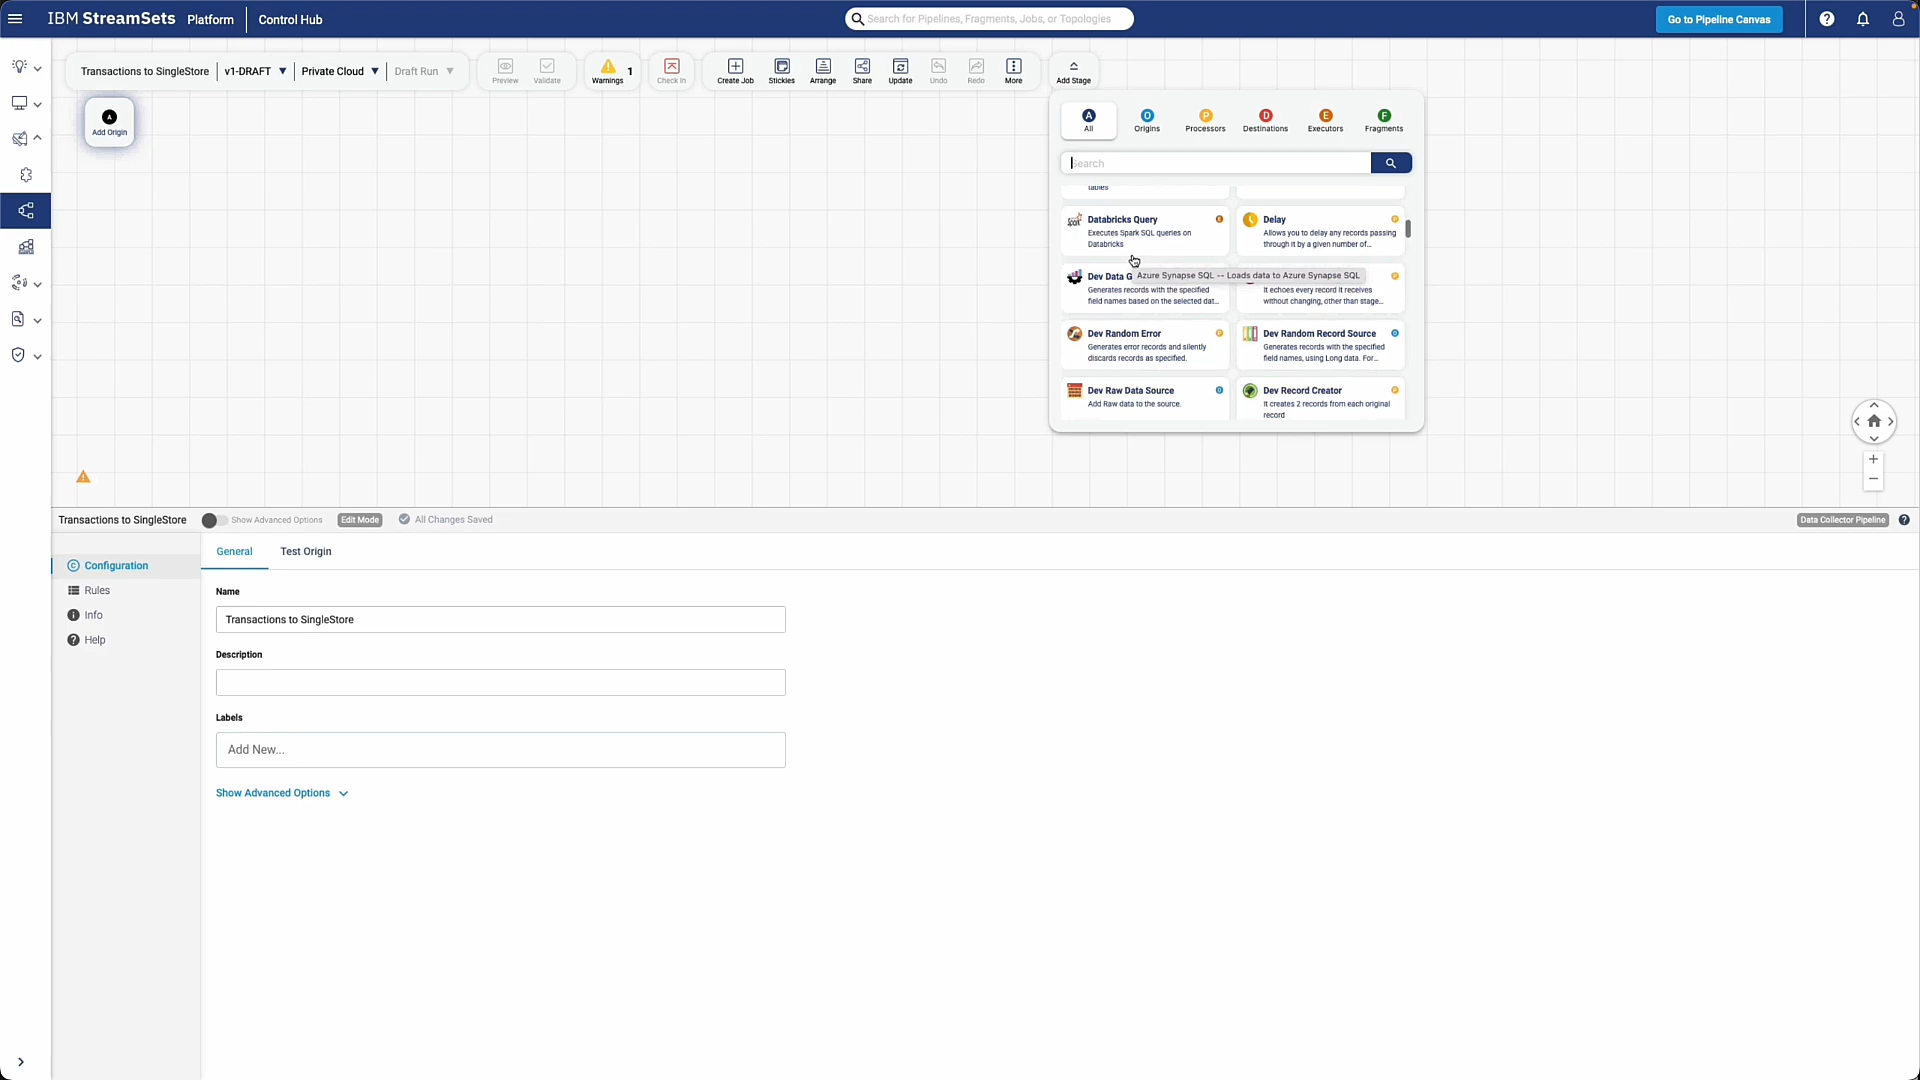 IBM StreamSets Platform Control Hub
Search for Pipelines, Fragments, Jobs, or Topologies
Go to Pipeline Canvas
Transactions to SingleStore v1-DRAFT Private Cloud Draft Run
Preview Validate Warnings 1 Check In Create Job Stickies Arrange Share Update Undo Redo More Add Stage
A
Add Origin
A O P D E F
All Origins Processors Destinations Executors Fragments
Search
tables
Databricks Query E
Executes Spark SQL queries on
Databricks
Delay P
Allows you to delay any records passing
through it by a given number of...
Dev Data G
Generates records with the specified
field names based on the selected dat...
Azure Synapse SQL -- Loads data to Azure Synapse SQL
P
It echoes every record it receives
without changing, other than stage...
Dev Random Error P
Generates error records and silently
discards records as specified.
Dev Random Record Source O
Generates records with the specified
field names, using Long data. For...
Dev Raw Data Source O
Add Raw data to the source.
Dev Record Creator P
It creates 2 records from each original
record
Transactions to SingleStore Show Advanced Options Edit Mode All Changes Saved Data Collector Pipeline
Configuration
Rules
Info
Help
General Test Origin
Name
Transactions to SingleStore
Description
Labels
Add New...
Show Advanced Options